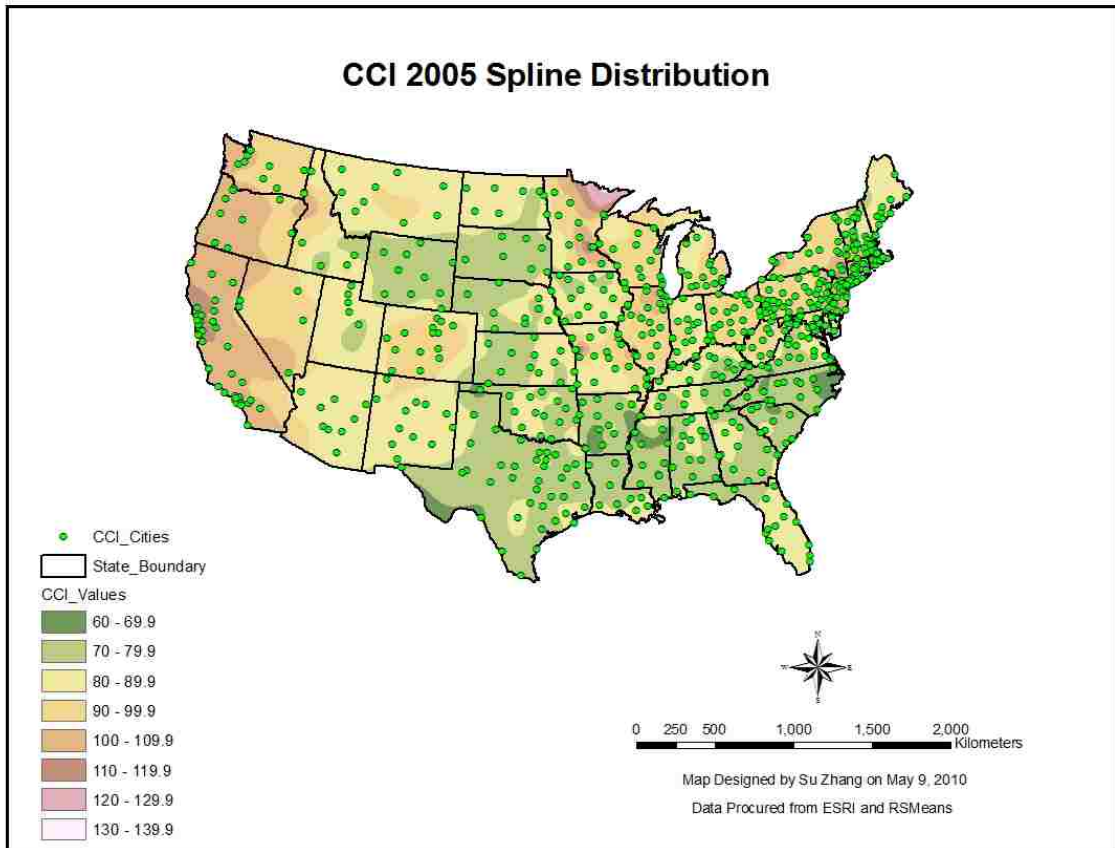 CCI 2005 Spline Distribution
CCI_Cities
State_Boundary
CCI_Values
60 - 69.9
70 - 79.9
80 - 89.9
90 - 99.9
100 - 109.9
110 - 119.9
120 - 129.9
130 - 139.9
N
W E
S
0 250 500 1,000 1,500 2,000
Kilometers
Map Designed by Su Zhang on May 9, 2010
Data Procured from ESRI and RSMeans